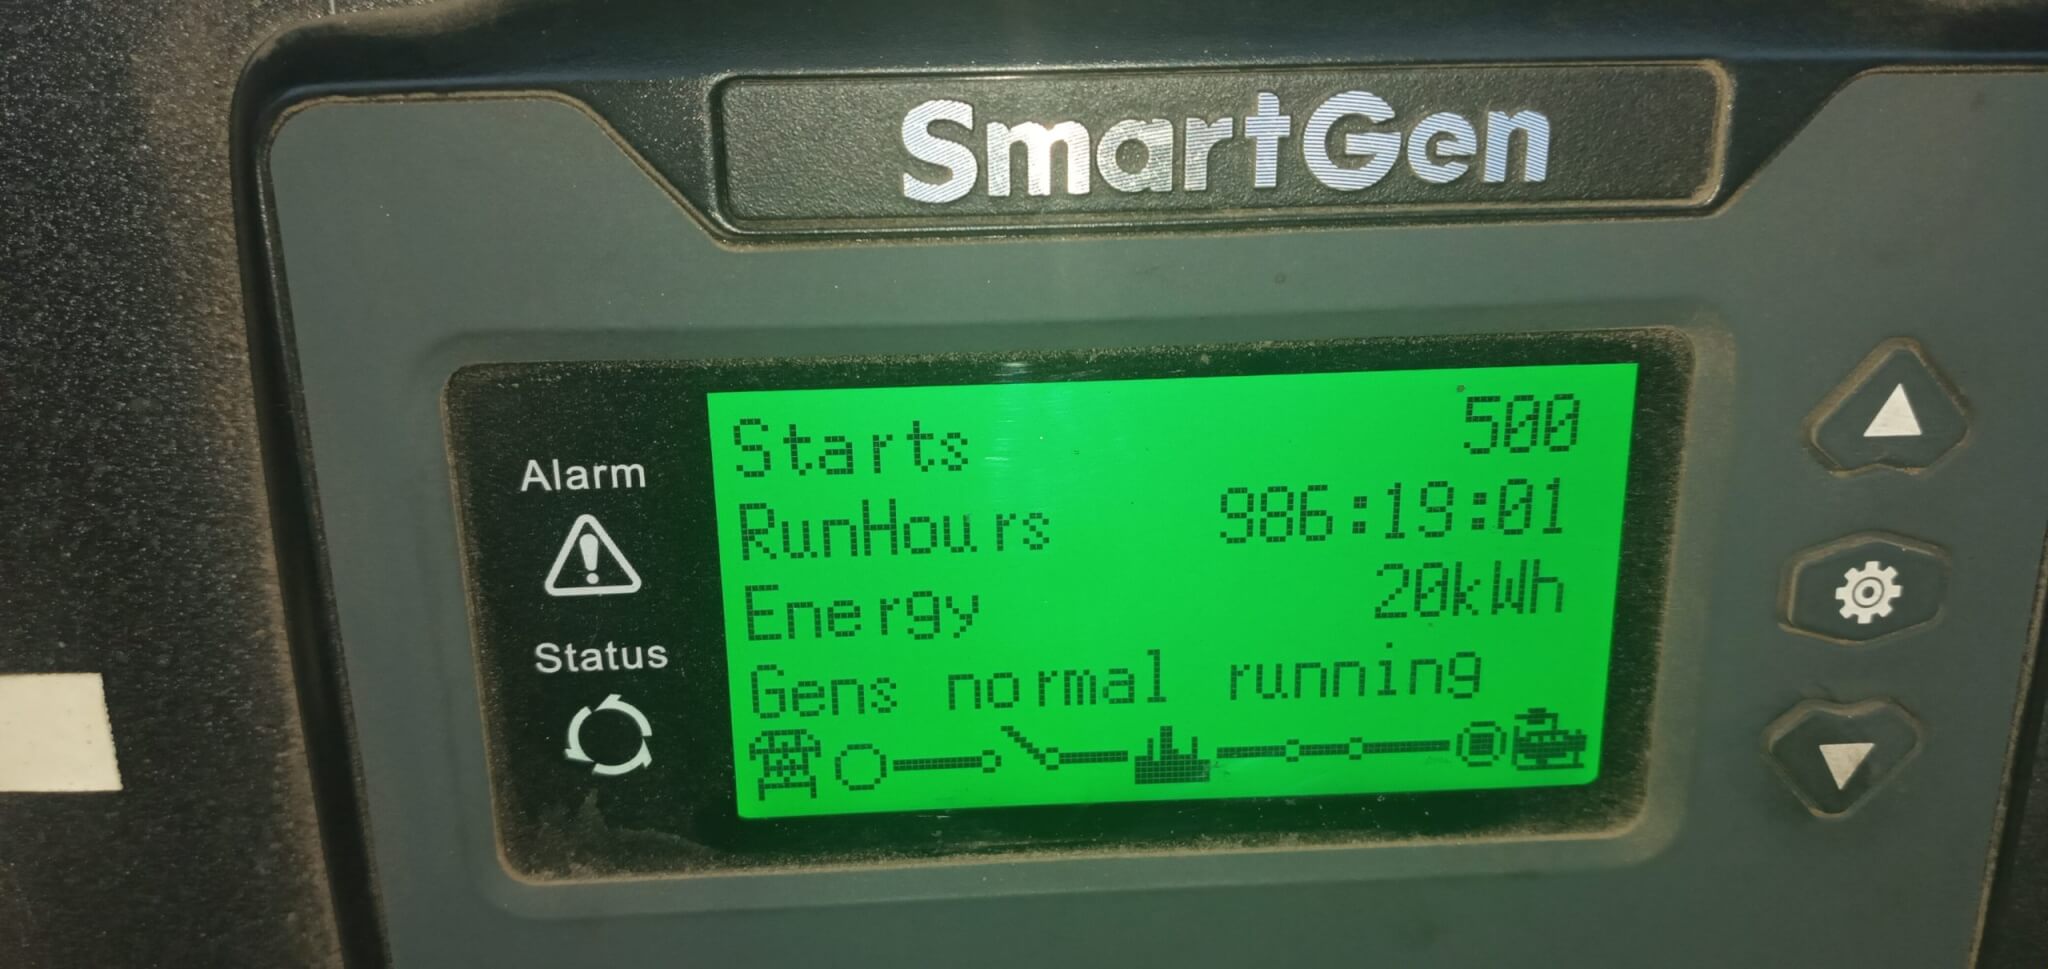 SmartGen
Alarm
Status
Starts 500
RunHours 986:19:01
Energy 20kWh
Gens normal running